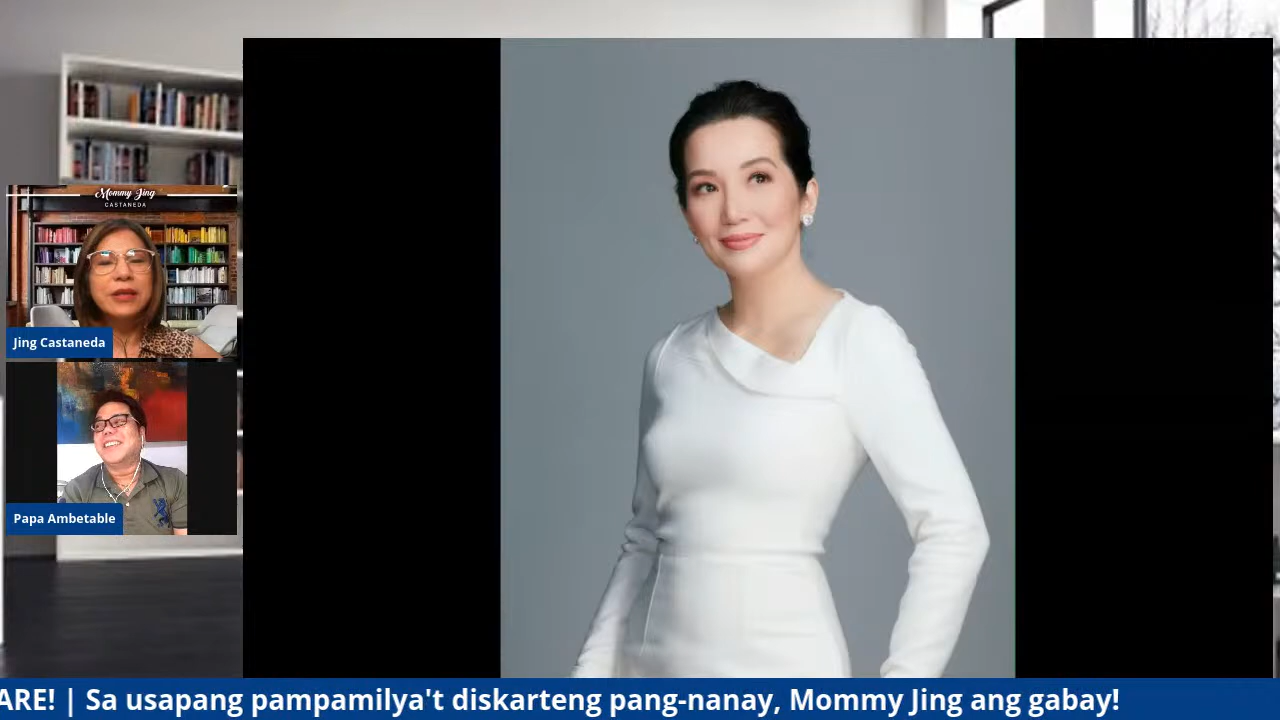 Mommy Jing
CASTANEDA
Jing Castaneda
Papa Ambetable
ARE! | Sa usapang pampamilya't diskarteng pang-nanay, Mommy Jing ang gabay!